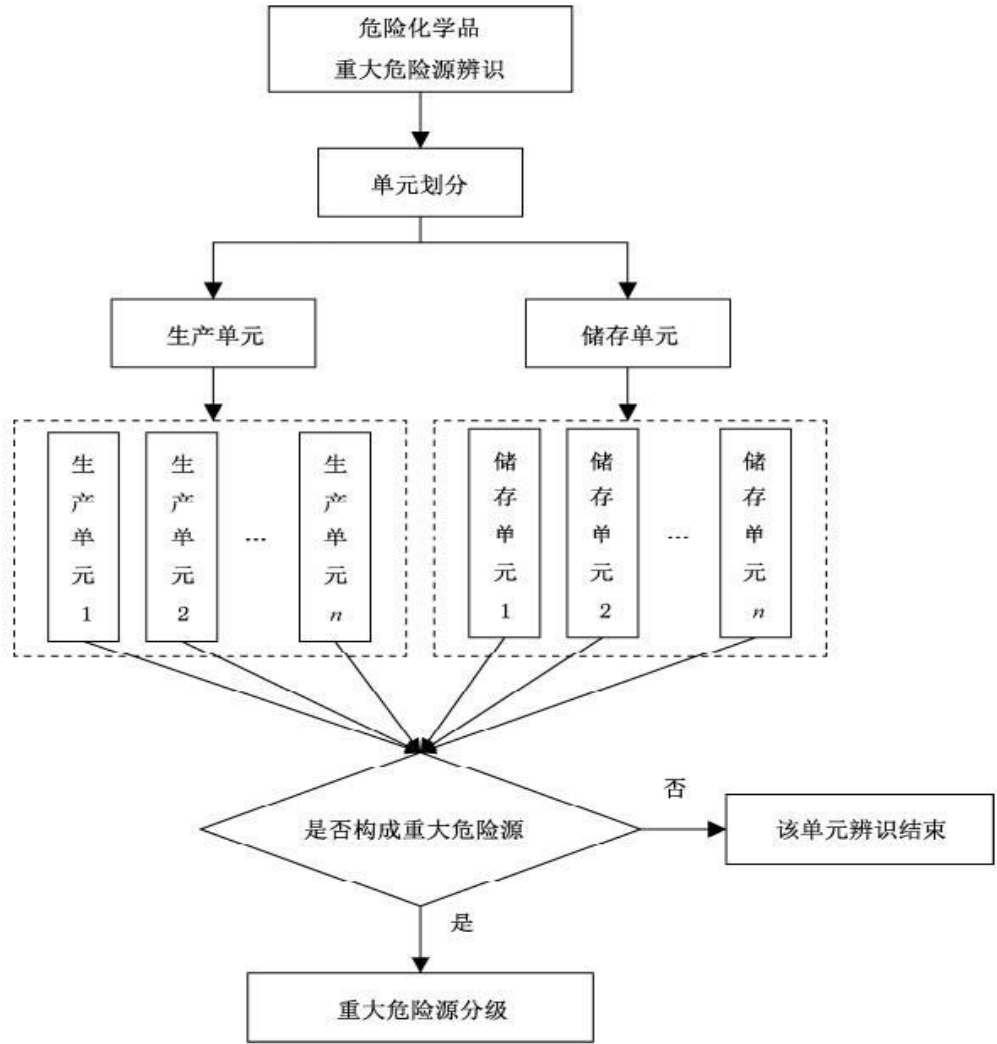 危险化学品
重大危险源辨识
单元划分
生产单元
储存单元
生产单元1
生产单元2
...
生产单元n
储存单元1
储存单元2
...
储存单元n
是否构成重大危险源
否
该单元辨识结束
是
重大危险源分级